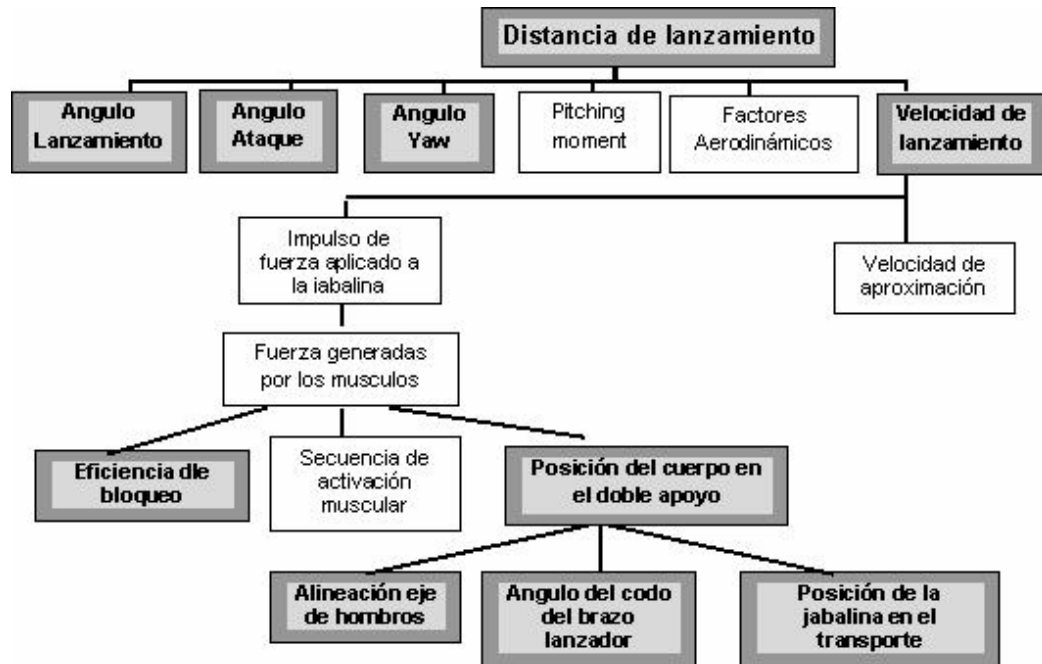 Distancia de lanzamiento
Angulo
Lanzamiento
Angulo
Ataque
Angulo
Yaw
Pitching
moment
Factores
Aerodinámicos
Velocidad de
lanzamiento
Impulso de
fuerza aplicado a
la iabalina
Velocidad de
aproximación
Fuerza generadas
por los musculos
Eficiencia dle
bloqueo
Secuencia de
activación
muscular
Posición del cuerpo en
el doble apoyo
Alineación eje
de hombros
Angulo del codo
del brazo
lanzador
Posición de la
jabalina en el
transporte